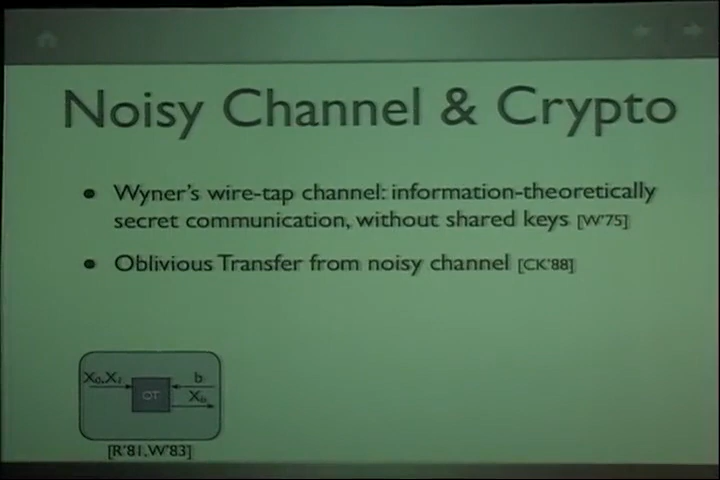 Noisy Channel & Crypto
• Wyner's wire-tap channel: information-theoretically
secret communication, without shared keys [W'75]
• Oblivious Transfer from noisy channel [CK'88]
X₀,X₁
b
OT
X_b
[R'81,W'83]